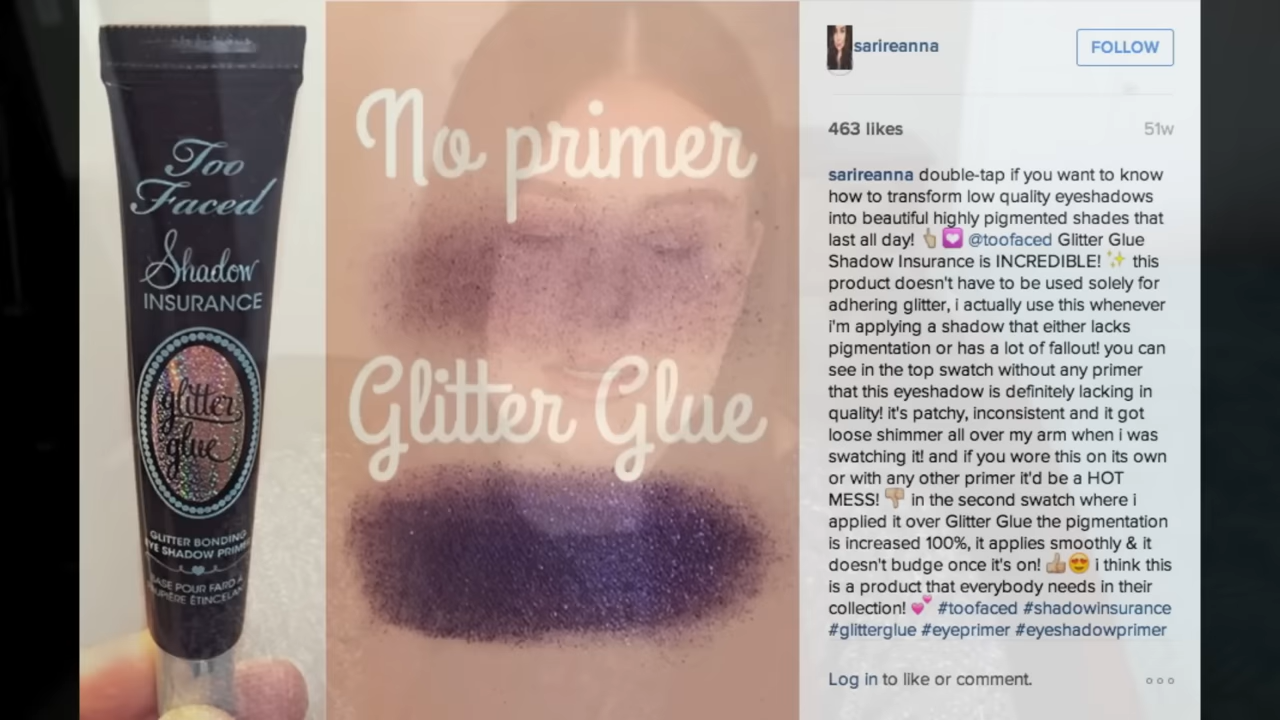 Too
Faced
Shadow
INSURANCE
glitter
glue
GLITTER BONDING
EYE SHADOW PRIMER
BASE POUR FARD À
PAUPIÈRE ÉTINCELANT
No primer
Glitter Glue
sarireanna
FOLLOW
463 likes
51w
sarireanna double-tap if you want to know
how to transform low quality eyeshadows
into beautiful highly pigmented shades that
last all day! 👆🏼💟 @toofaced Glitter Glue
Shadow Insurance is INCREDIBLE! ✨ this
product doesn't have to be used solely for
adhering glitter, i actually use this whenever
i'm applying a shadow that either lacks
pigmentation or has a lot of fallout! you can
see in the top swatch without any primer
that this eyeshadow is definitely lacking in
quality! it's patchy, inconsistent and it got
loose shimmer all over my arm when i was
swatching it! and if you wore this on its own
or with any other primer it'd be a HOT
MESS! 👎🏼 in the second swatch where i
applied it over Glitter Glue the pigmentation
is increased 100%, it applies smoothly & it
doesn't budge once it's on! 👍🏼😍 i think this
is a product that everybody needs in their
collection! 💕 #toofaced #shadowinsurance
#glitterglue #eyeprimer #eyeshadowprimer
Log in to like or comment.